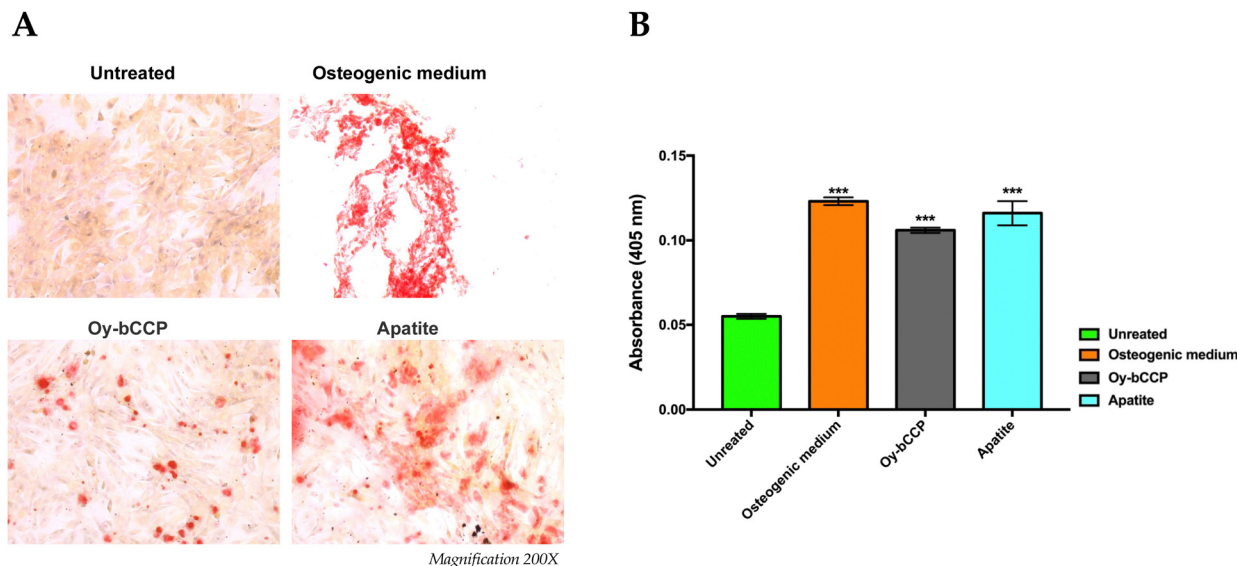 A
Untreated
Osteogenic medium
Oy-bCCP
Apatite
Magnification 200X
B
Absorbance (405 nm)
0.15
0.10
0.05
0.00
***
***
***
Unreated
Osteogenic medium
Oy-bCCP
Apatite
Unreated
Osteogenic medium
Oy-bCCP
Apatite